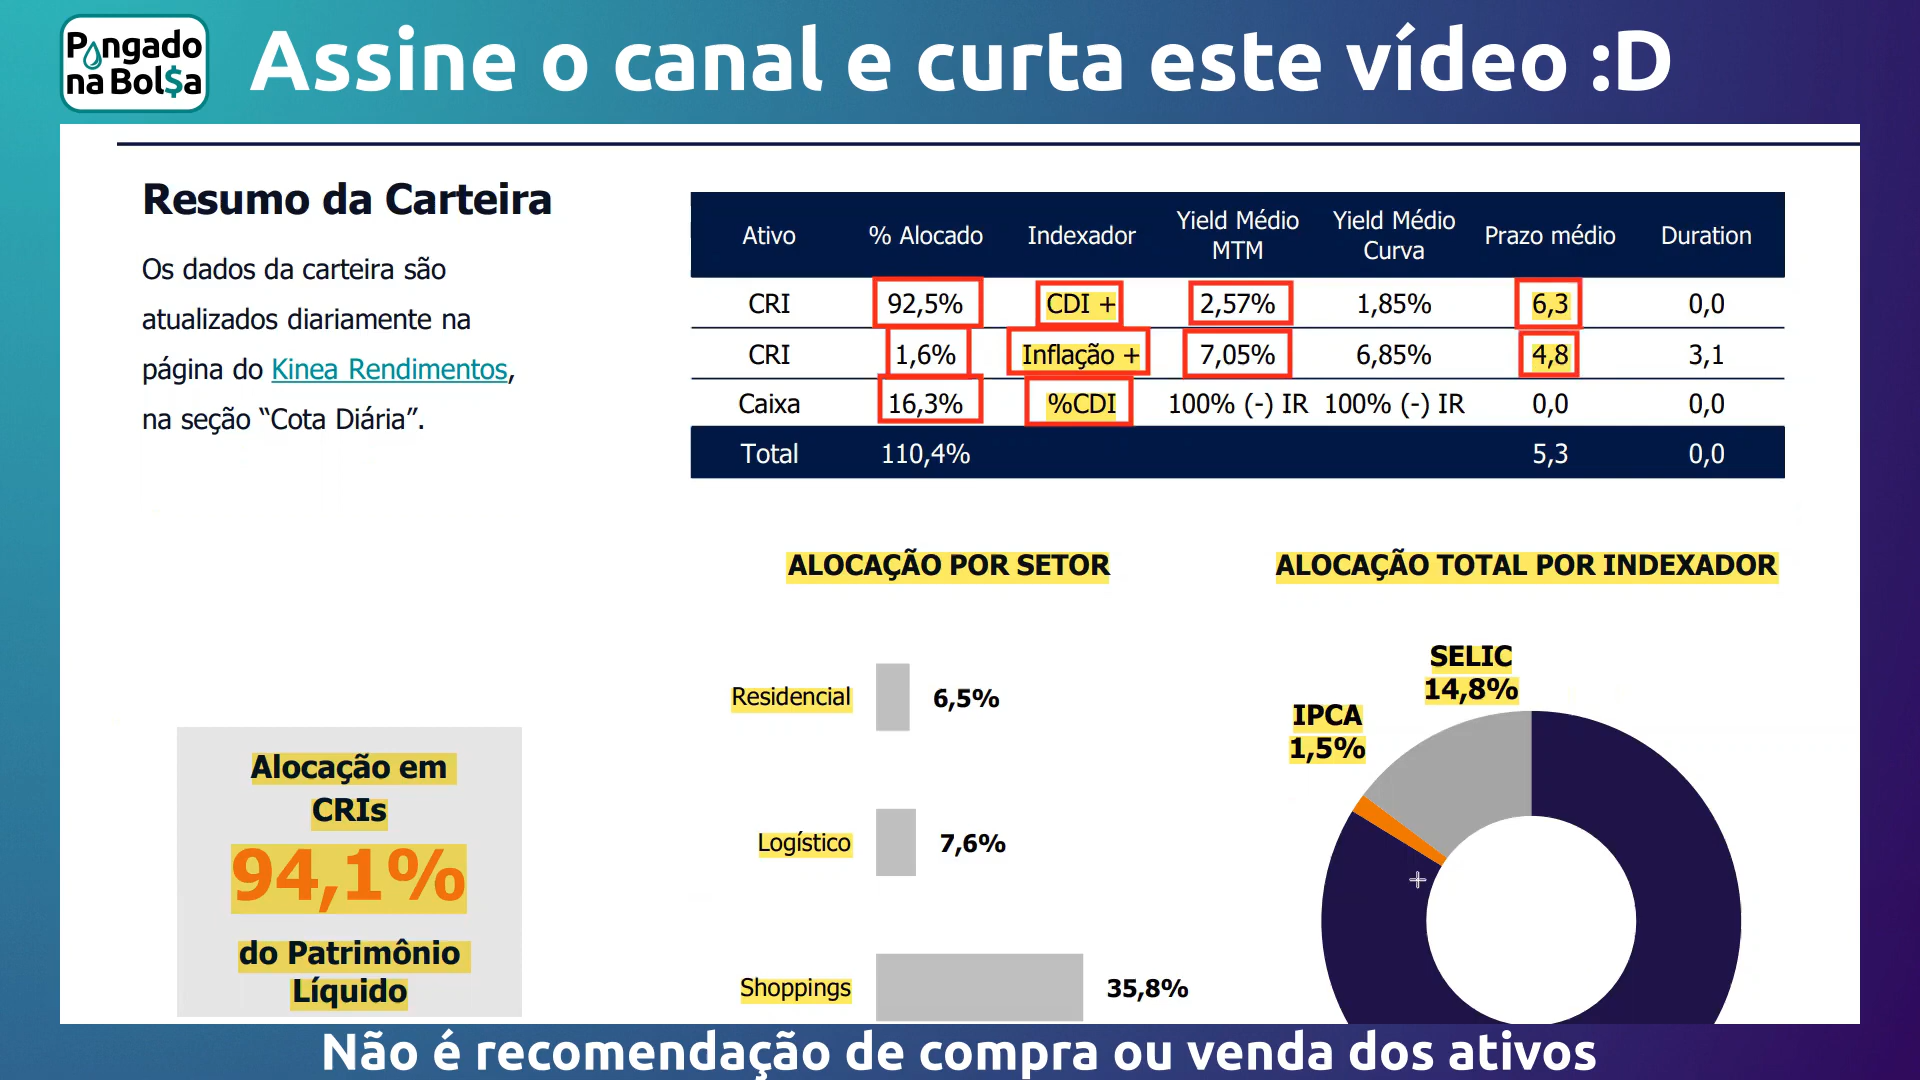 Pingado
na Bol$a
Assine o canal e curta este vídeo :D
Resumo da Carteira
Os dados da carteira são
atualizados diariamente na
página do Kinea Rendimentos,
na seção “Cota Diária”.
Ativo % Alocado Indexador Yield Médio MTM Yield Médio Curva Prazo médio Duration
CRI 92,5% CDI + 2,57% 1,85% 6,3 0,0
CRI 1,6% Inflação + 7,05% 6,85% 4,8 3,1
Caixa 16,3% %CDI 100% (-) IR 100% (-) IR 0,0 0,0
Total 110,4% 5,3 0,0
Alocação em
CRIs
94,1%
do Patrimônio
Líquido
ALOCAÇÃO POR SETOR
Residencial 6,5%
Logístico 7,6%
Shoppings 35,8%
ALOCAÇÃO TOTAL POR INDEXADOR
SELIC
14,8%
IPCA
1,5%
Não é recomendação de compra ou venda dos ativos